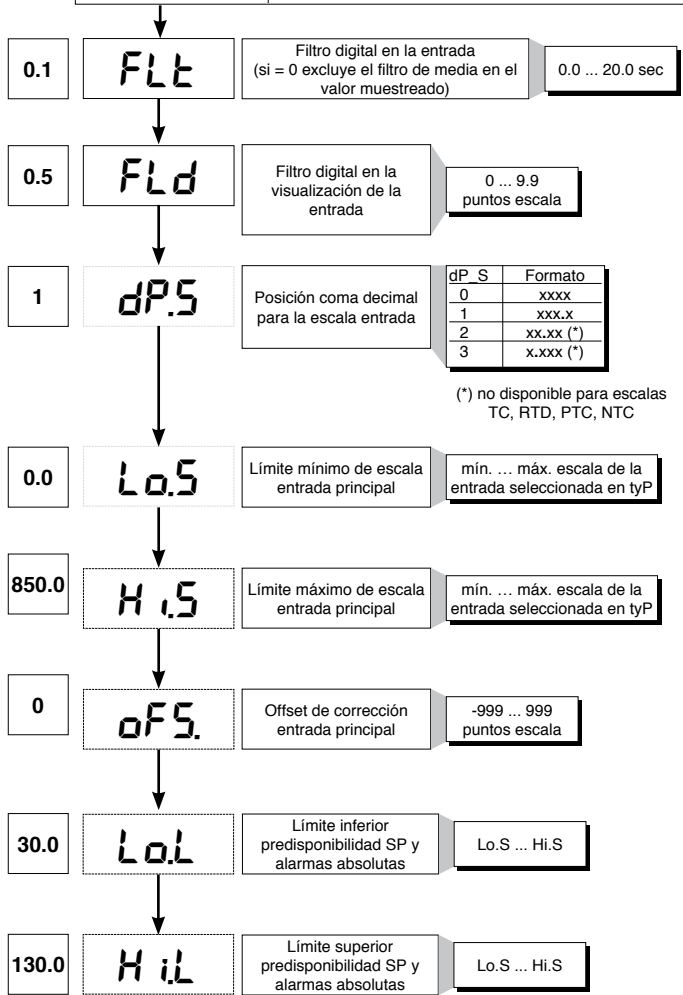 0.1
FLt
Filtro digital en la entrada
(si = 0 excluye el filtro de media en el
valor muestreado)
0.0 ... 20.0 sec
0.5
FLd
Filtro digital en la
visualización de la
entrada
0 ... 9.9
puntos escala
1
dP.S
Posición coma decimal
para la escala entrada
dP_S Formato
0 xxxx
1 xxx.x
2 xx.xx (*)
3 x.xxx (*)
(*) no disponible para escalas
TC, RTD, PTC, NTC
0.0
Lo.S
Límite mínimo de escala
entrada principal
mín. … máx. escala de la
entrada seleccionada en tyP
850.0
Hi.S
Límite máximo de escala
entrada principal
mín. … máx. escala de la
entrada seleccionada en tyP
0
oFS.
Offset de corrección
entrada principal
-999 ... 999
puntos escala
30.0
Lo.L
Límite inferior
predisponibilidad SP y
alarmas absolutas
Lo.S ... Hi.S
130.0
Hi.L
Límite superior
predisponibilidad SP y
alarmas absolutas
Lo.S ... Hi.S